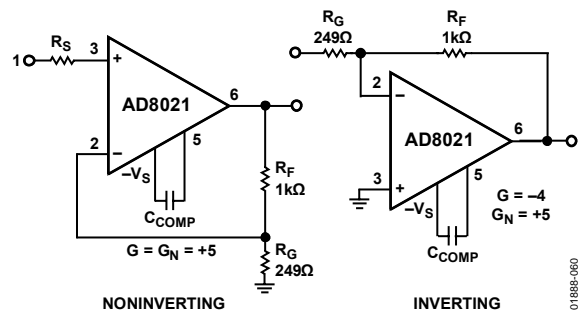 R_S
1
3
+
AD8021
6
2
−
5
−V_S
C_COMP
R_F
1kΩ
G = G_N = +5
R_G
249Ω
NONINVERTING
R_G
249Ω
R_F
1kΩ
2
−
AD8021
6
3
+
5
−V_S
C_COMP
G = −4
G_N = +5
INVERTING
01888-060